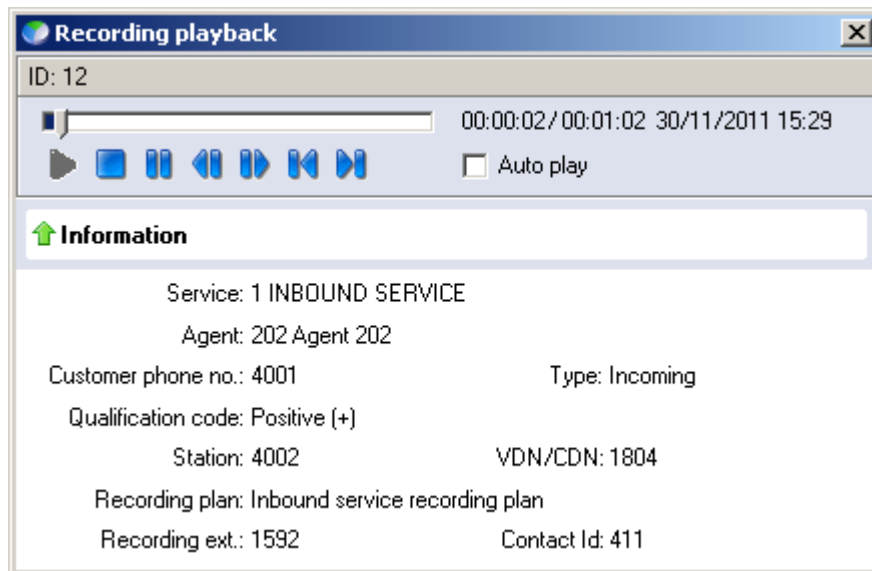 Recording playback
ID: 12
00:00:02/00:01:02 30/11/2011 15:29
Auto play
Information
Service: 1 INBOUND SERVICE
Agent: 202 Agent 202
Customer phone no.: 4001 Type: Incoming
Qualification code: Positive (+)
Station: 4002 VDN/CDN: 1804
Recording plan: Inbound service recording plan
Recording ext.: 1592 Contact Id: 411